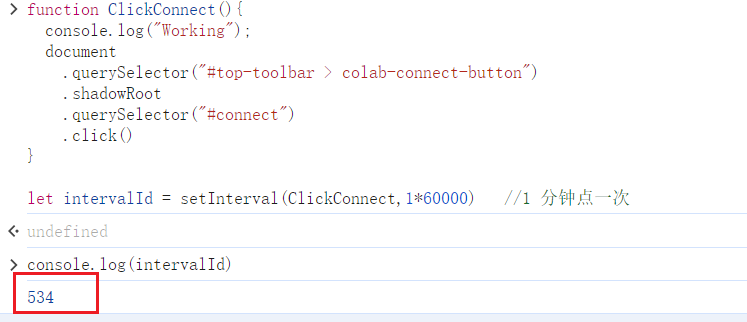 > function ClickConnect(){
console.log("Working");
document
.querySelector("#top-toolbar > colab-connect-button")
.shadowRoot
.querySelector("#connect")
.click()
}
let intervalId = setInterval(ClickConnect,1*60000) //1 分钟点一次
undefined
> console.log(intervalId)
534